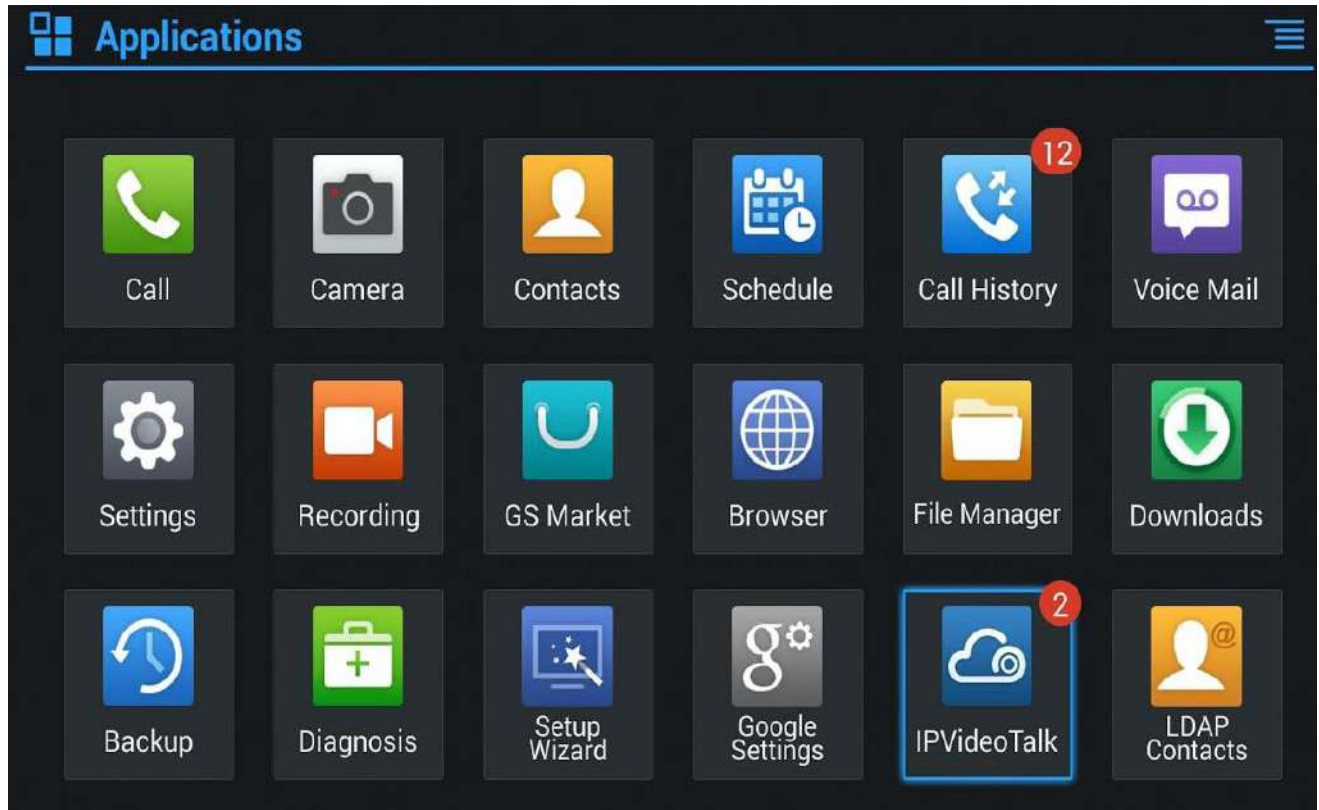 Applications
12
Call
Camera
Contacts
Schedule
Call History
Voice Mail
Settings
Recording
GS Market
Browser
File Manager
Downloads
2
Backup
Diagnosis
Setup
Wizard
g
Google
Settings
IPVideoTalk
@
LDAP
Contacts